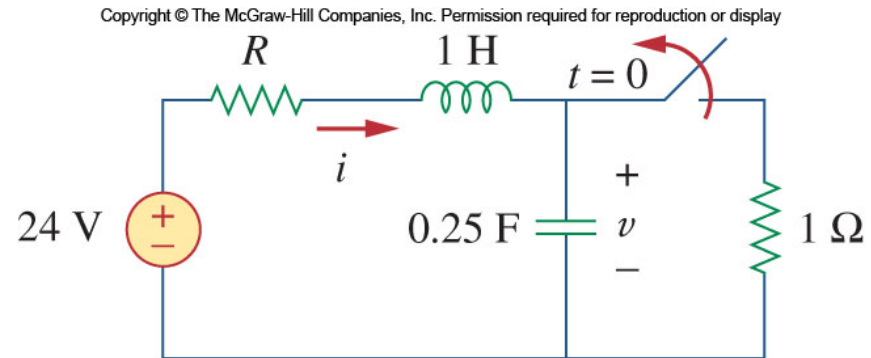 Copyright © The McGraw-Hill Companies, Inc. Permission required for reproduction or display
R 1 H
t = 0
i
24 V + − 0.25 F + v − 1 Ω